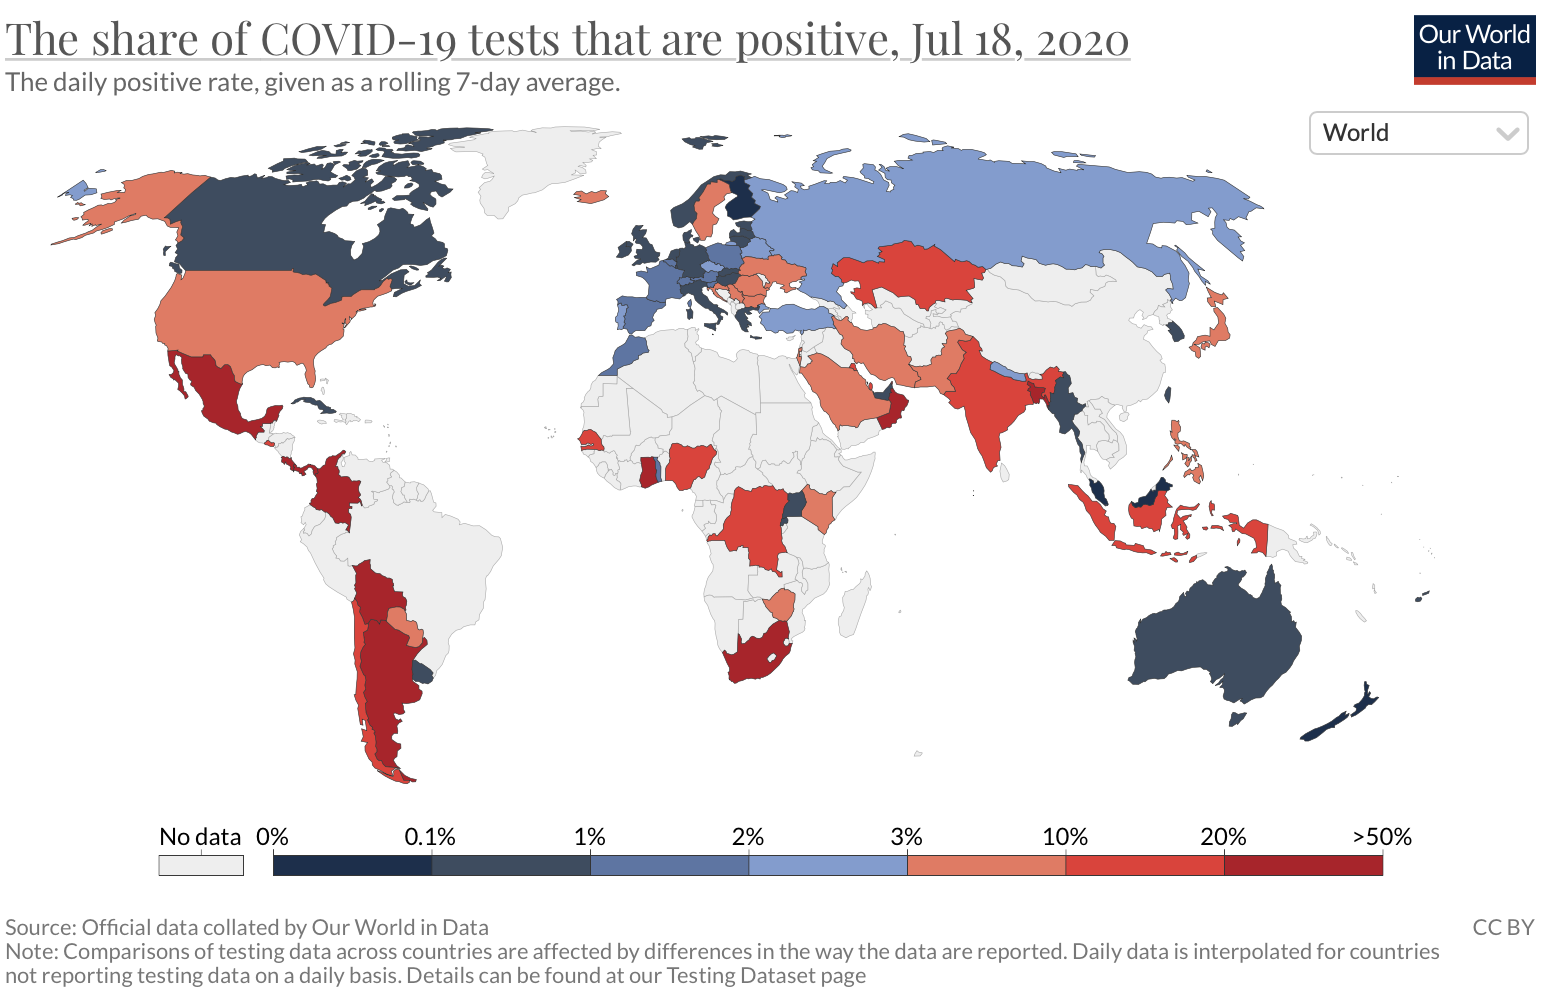 The share of COVID-19 tests that are positive, Jul 18, 2020
The daily positive rate, given as a rolling 7-day average.
Our World
in Data
World
No data 0% 0.1% 1% 2% 3% 10% 20% >50%
Source: Official data collated by Our World in Data
CC BY
Note: Comparisons of testing data across countries are affected by differences in the way the data are reported. Daily data is interpolated for countries
not reporting testing data on a daily basis. Details can be found at our Testing Dataset page